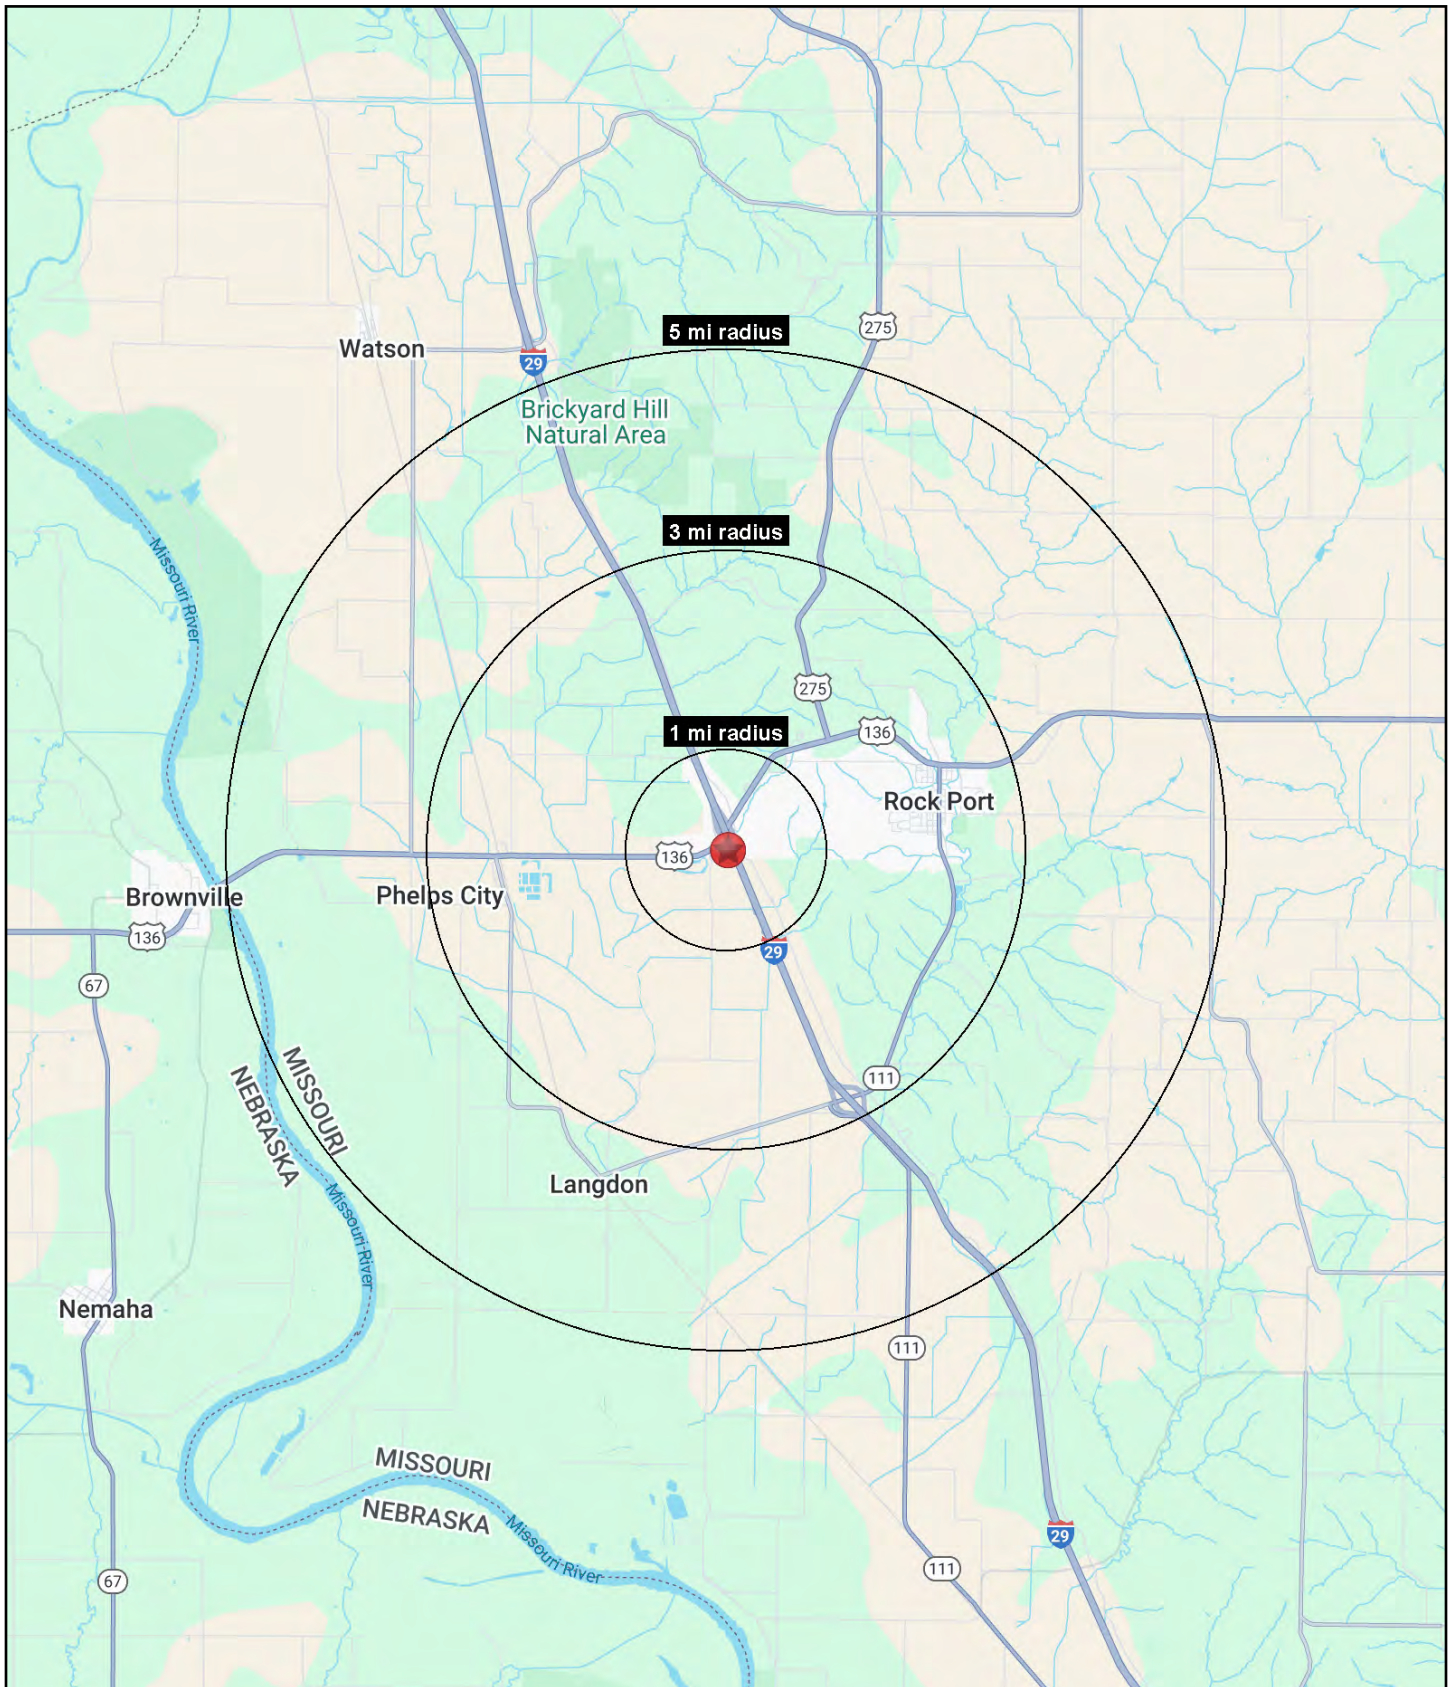 5 mi radius
275
Watson
29
Brickyard Hill
Natural Area
3 mi radius
Missouri River
275
1 mi radius
136
Rock Port
136
Phelps City
Brownville
136
29
67
MISSOURI
NEBRASKA
111
Langdon
Missouri River
Nemaha
111
MISSOURI
NEBRASKA
Missouri River
29
111
67